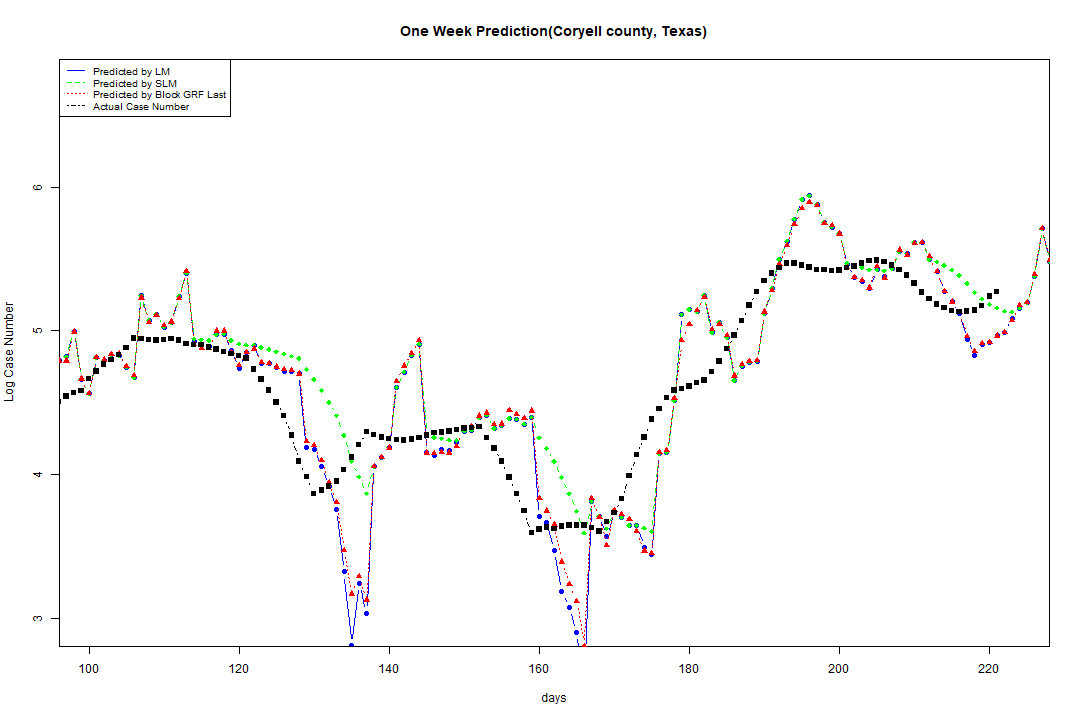 One Week Prediction(Coryell county, Texas)
Predicted by LM
Predicted by SLM
Predicted by Block GRF Last
Actual Case Number
Log Case Number
6
5
4
3
100 120 140 160 180 200 220
days